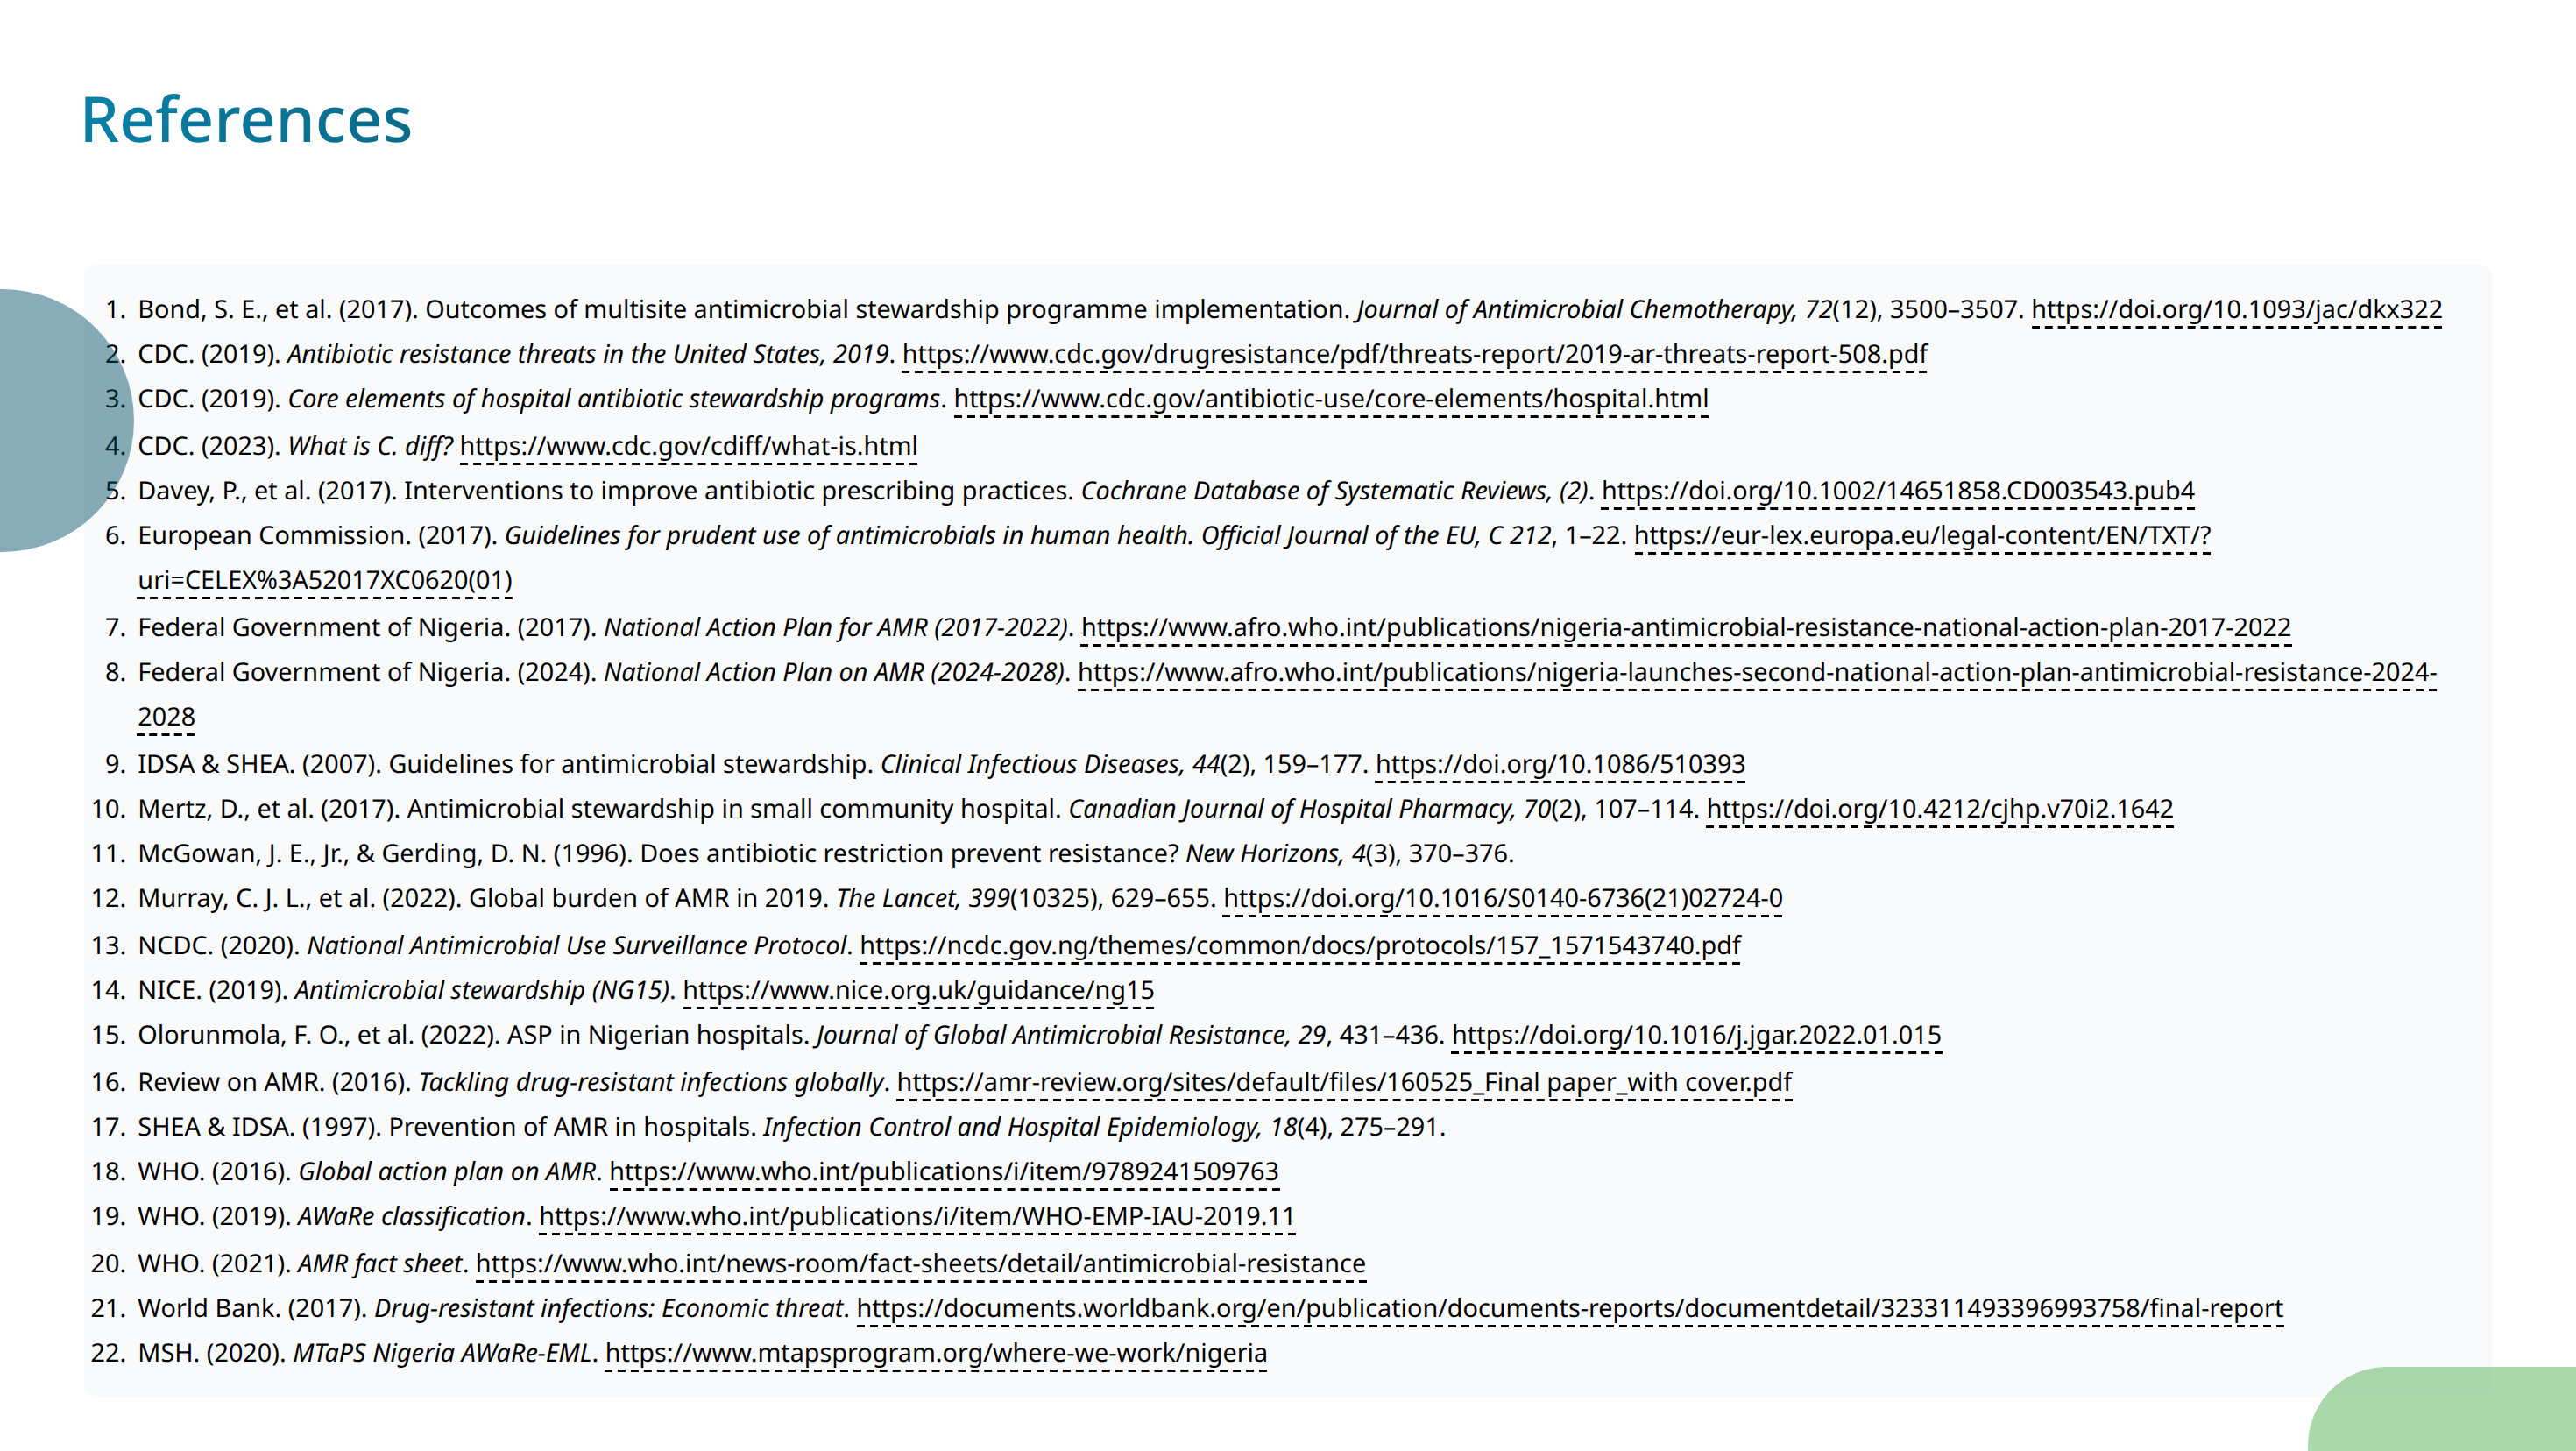 References
1. Bond, S. E., et al. (2017). Outcomes of multisite antimicrobial stewardship programme implementation. Journal of Antimicrobial Chemotherapy, 72(12), 3500–3507. https://doi.org/10.1093/jac/dkx322
2. CDC. (2019). Antibiotic resistance threats in the United States, 2019. https://www.cdc.gov/drugresistance/pdf/threats-report/2019-ar-threats-report-508.pdf
3. CDC. (2019). Core elements of hospital antibiotic stewardship programs. https://www.cdc.gov/antibiotic-use/core-elements/hospital.html
4. CDC. (2023). What is C. diff? https://www.cdc.gov/cdiff/what-is.html
5. Davey, P., et al. (2017). Interventions to improve antibiotic prescribing practices. Cochrane Database of Systematic Reviews, (2). https://doi.org/10.1002/14651858.CD003543.pub4
6. European Commission. (2017). Guidelines for prudent use of antimicrobials in human health. Official Journal of the EU, C 212, 1–22. https://eur-lex.europa.eu/legal-content/EN/TXT/?
uri=CELEX%3A52017XC0620(01)
7. Federal Government of Nigeria. (2017). National Action Plan for AMR (2017-2022). https://www.afro.who.int/publications/nigeria-antimicrobial-resistance-national-action-plan-2017-2022
8. Federal Government of Nigeria. (2024). National Action Plan on AMR (2024-2028). https://www.afro.who.int/publications/nigeria-launches-second-national-action-plan-antimicrobial-resistance-2024-
2028
9. IDSA & SHEA. (2007). Guidelines for antimicrobial stewardship. Clinical Infectious Diseases, 44(2), 159–177. https://doi.org/10.1086/510393
10. Mertz, D., et al. (2017). Antimicrobial stewardship in small community hospital. Canadian Journal of Hospital Pharmacy, 70(2), 107–114. https://doi.org/10.4212/cjhp.v70i2.1642
11. McGowan, J. E., Jr., & Gerding, D. N. (1996). Does antibiotic restriction prevent resistance? New Horizons, 4(3), 370–376.
12. Murray, C. J. L., et al. (2022). Global burden of AMR in 2019. The Lancet, 399(10325), 629–655. https://doi.org/10.1016/S0140-6736(21)02724-0
13. NCDC. (2020). National Antimicrobial Use Surveillance Protocol. https://ncdc.gov.ng/themes/common/docs/protocols/157_1571543740.pdf
14. NICE. (2019). Antimicrobial stewardship (NG15). https://www.nice.org.uk/guidance/ng15
15. Olorunmola, F. O., et al. (2022). ASP in Nigerian hospitals. Journal of Global Antimicrobial Resistance, 29, 431–436. https://doi.org/10.1016/j.jgar.2022.01.015
16. Review on AMR. (2016). Tackling drug-resistant infections globally. https://amr-review.org/sites/default/files/160525_Final paper_with cover.pdf
17. SHEA & IDSA. (1997). Prevention of AMR in hospitals. Infection Control and Hospital Epidemiology, 18(4), 275–291.
18. WHO. (2016). Global action plan on AMR. https://www.who.int/publications/i/item/9789241509763
19. WHO. (2019). AWaRe classification. https://www.who.int/publications/i/item/WHO-EMP-IAU-2019.11
20. WHO. (2021). AMR fact sheet. https://www.who.int/news-room/fact-sheets/detail/antimicrobial-resistance
21. World Bank. (2017). Drug-resistant infections: Economic threat. https://documents.worldbank.org/en/publication/documents-reports/documentdetail/323311493396993758/final-report
22. MSH. (2020). MTaPS Nigeria AWaRe-EML. https://www.mtapsprogram.org/where-we-work/nigeria